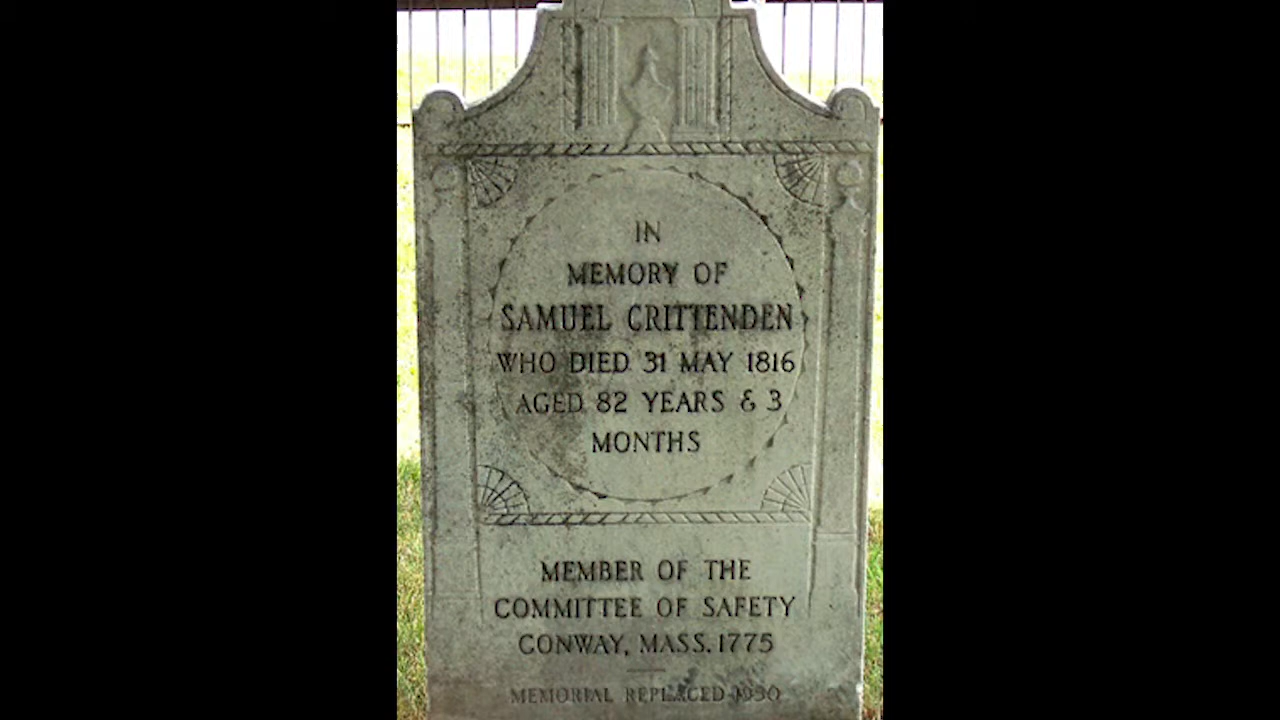 IN
MEMORY OF
SAMUEL CRITTENDEN
WHO DIED 31 MAY 1816
AGED 82 YEARS & 3
MONTHS
MEMBER OF THE
COMMITTEE OF SAFETY
CONWAY, MASS. 1775
MEMORIAL REPLACED 1930